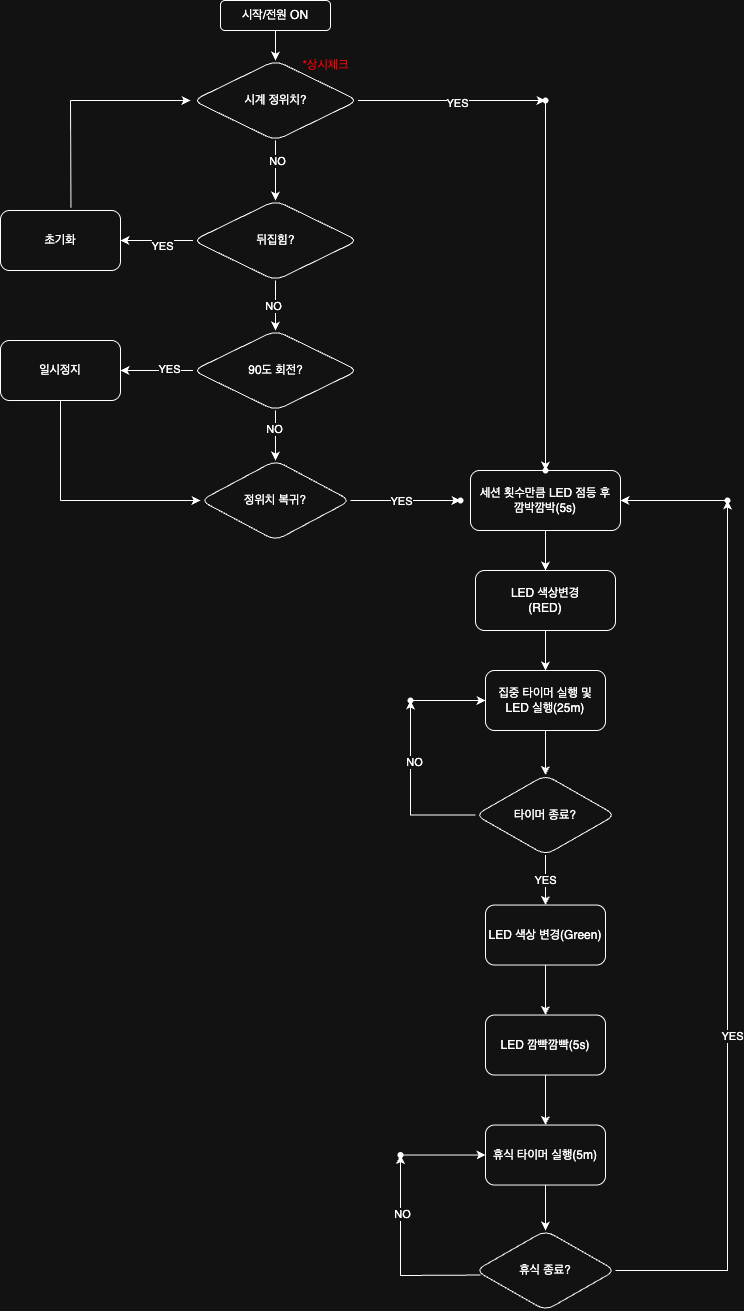 시작/전원 ON
*상시체크
시계 정위치?
YES
NO
뒤집힘?
YES
초기화
NO
90도 회전?
YES
일시정지
NO
정위치 복귀?
YES
세션 횟수만큼 LED 점등 후
깜박깜박(5s)
LED 색상변경
(RED)
집중 타이머 실행 및
LED 실행(25m)
NO
타이머 종료?
YES
LED 색상 변경(Green)
LED 깜빡깜빡(5s)
YES
휴식 타이머 실행(5m)
NO
휴식 종료?